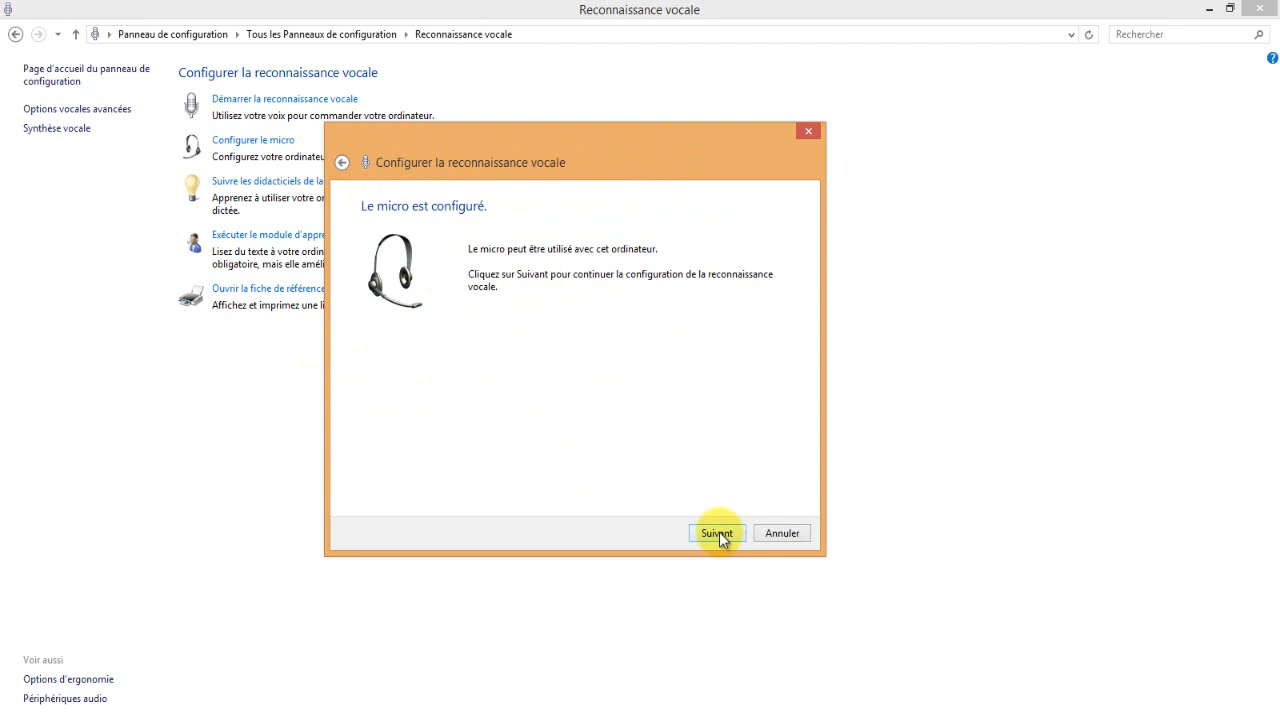 Reconnaissance vocale
Panneau de configuration
Tous les Panneaux de configuration
Reconnaissance vocale
Rechercher
Page d'accueil du panneau de
configuration
Options vocales avancées
Synthèse vocale
Configurer la reconnaissance vocale
Démarrer la reconnaissance vocale
Utilisez votre voix pour commander votre ordinateur.
Configurer le micro
Configurez votre ordinateu
Suivre les didacticiels de la
Apprenez à utiliser votre or
dictée.
Exécuter le module d'appre
Lisez du texte à votre ordin
obligatoire, mais elle améli
Ouvrir la fiche de référence
Affichez et imprimez une li
Configurer la reconnaissance vocale
Le micro est configuré.
Le micro peut être utilisé avec cet ordinateur.
Cliquez sur Suivant pour continuer la configuration de la reconnaissance
vocale.
Suivant
Annuler
Voir aussi
Options d'ergonomie
Périphériques audio